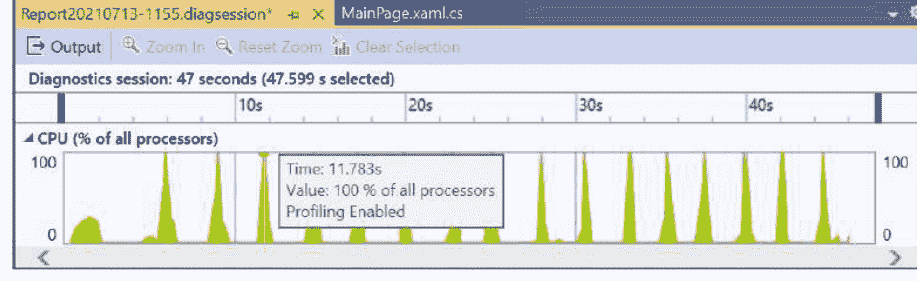 Report20210713-1155.diagsession* MainPage.xaml.cs
Output Zoom In Reset Zoom Clear Selection
Diagnostics session: 47 seconds (47.599 s selected)
10s 20s 30s 40s
CPU (% of all processors)
100 100
Time: 11.783s
Value: 100 % of all processors
Profiling Enabled
0 0